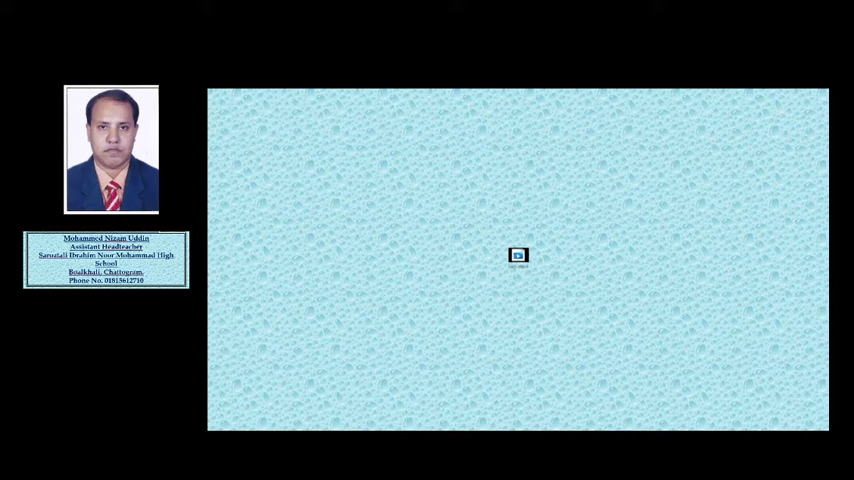 Mohammed Nizam Uddin
Assistant Headteacher
Saroatali Ibrahim Noor Mohammad High
School
Boalkhali, Chattogram.
Phone No. 01815612710